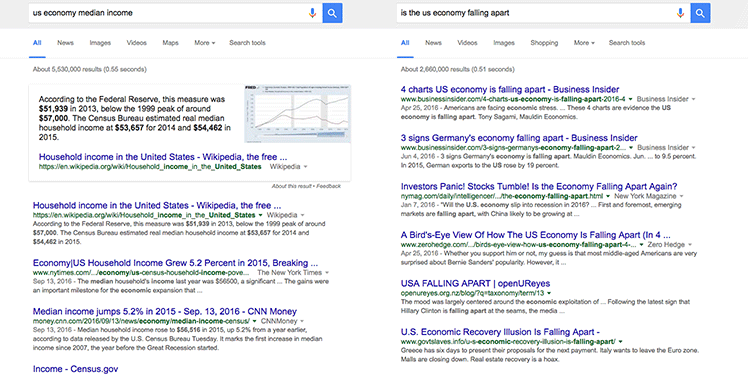 us economy median income
All News Images Videos Maps More Search tools
About 5,530,000 results (0.55 seconds)
According to the Federal Reserve, this measure was
$51,939 in 2013, below the 1999 peak of around
$57,000. The Census Bureau estimated real median
household income at $53,657 for 2014 and $54,462 in
2015.
FRED
Household income in the United States - Wikipedia, the free ...
https://en.wikipedia.org/wiki/Household_income_in_the_United_States Wikipedia
About this result • Feedback
Household income in the United States - Wikipedia, the free ...
https://en.wikipedia.org/wiki/Household_income_in_the_United_States Wikipedia
According to the Federal Reserve, this measure was $51,939 in 2013, below the 1999 peak of around
$57,000. The Census Bureau estimated real median household income at $53,657 for 2014 and
$54,462 in 2015.
Economy|US Household Income Grew 5.2 Percent in 2015, Breaking ...
www.nytimes.com/.../economy/us-census-household-income-pove... The New York Times
Sep 13, 2016 - The median household's income last year was $56,500, a significant ... The gains were
an important milestone for the economic expansion that ...
Median income jumps 5.2% in 2015 - Sep. 13, 2016 - CNN Money
money.cnn.com/2016/09/13/news/economy/median-income-census/ CNNMoney
Sep 13, 2016 - Median household income rose to $56,516 in 2015, up 5.2% from a year earlier,
according to data released by the U.S. Census Bureau Tuesday. It marks the first increase in median
income since 2007, the year before the Great Recession started.
Income - Census.gov
is the us economy falling apart
All News Images Videos Shopping More Search tools
About 2,660,000 results (0.51 seconds)
4 charts US economy is falling apart - Business Insider
www.businessinsider.com/4-charts-us-economy-is-falling-apart-2016-4 Business Insider
Apr 25, 2016 - Americans are facing economic stress. ... These 4 charts are evidence the US
economy is falling apart. Tony Sagami, Mauldin Economics.
3 signs Germany's economy falling apart - Business Insider
www.businessinsider.com/3-signs-germanys-economy-is-falling-apart-2... Business Insider
Jun 4, 2016 - 3 signs Germany's economy is falling apart. Mauldin Economics. Jun. ... to 9.5 percent.
In 2015, German exports to the US rose by 19 percent.
Investors Panic! Stocks Tumble! Is the Economy Falling Apart Again?
nymag.com/daily/intelligencer/.../the-economy-falling-apart.html New York Magazine
Jan 7, 2016 - "Will the U.S. economy slip into recession in 2016? ... First and foremost, emerging
markets are falling apart, with China likely to be growing at ...
A Bird's-Eye View Of How The US Economy Is Falling Apart (In 4 ...
www.zerohedge.com/.../birds-eye-view-how-us-economy-falling-apart-4-... Zero Hedge
Apr 25, 2016 - Whether you support him or not, my guess is that most middle-aged Americans are very
surprised about Bernie Sanders' popularity. However, it ...
USA FALLING APART | openUReyes
openureyes.org.nz/blog/?q=taxonomy/term/13
The mood was largely centered around the economic exploitation of ... Following the latest sign that
Hillary Clinton is falling apart at the seams, the media ...
U.S. Economic Recovery Illusion Is Falling Apart -
www.govtslaves.info/u-s-economic-recovery-illusion-is-falling-apart/
Greece has six days to present their proposals for the next payment. Italy wants to leave the Euro zone.
Malls are closing down. Real estate recovery is a hoax.